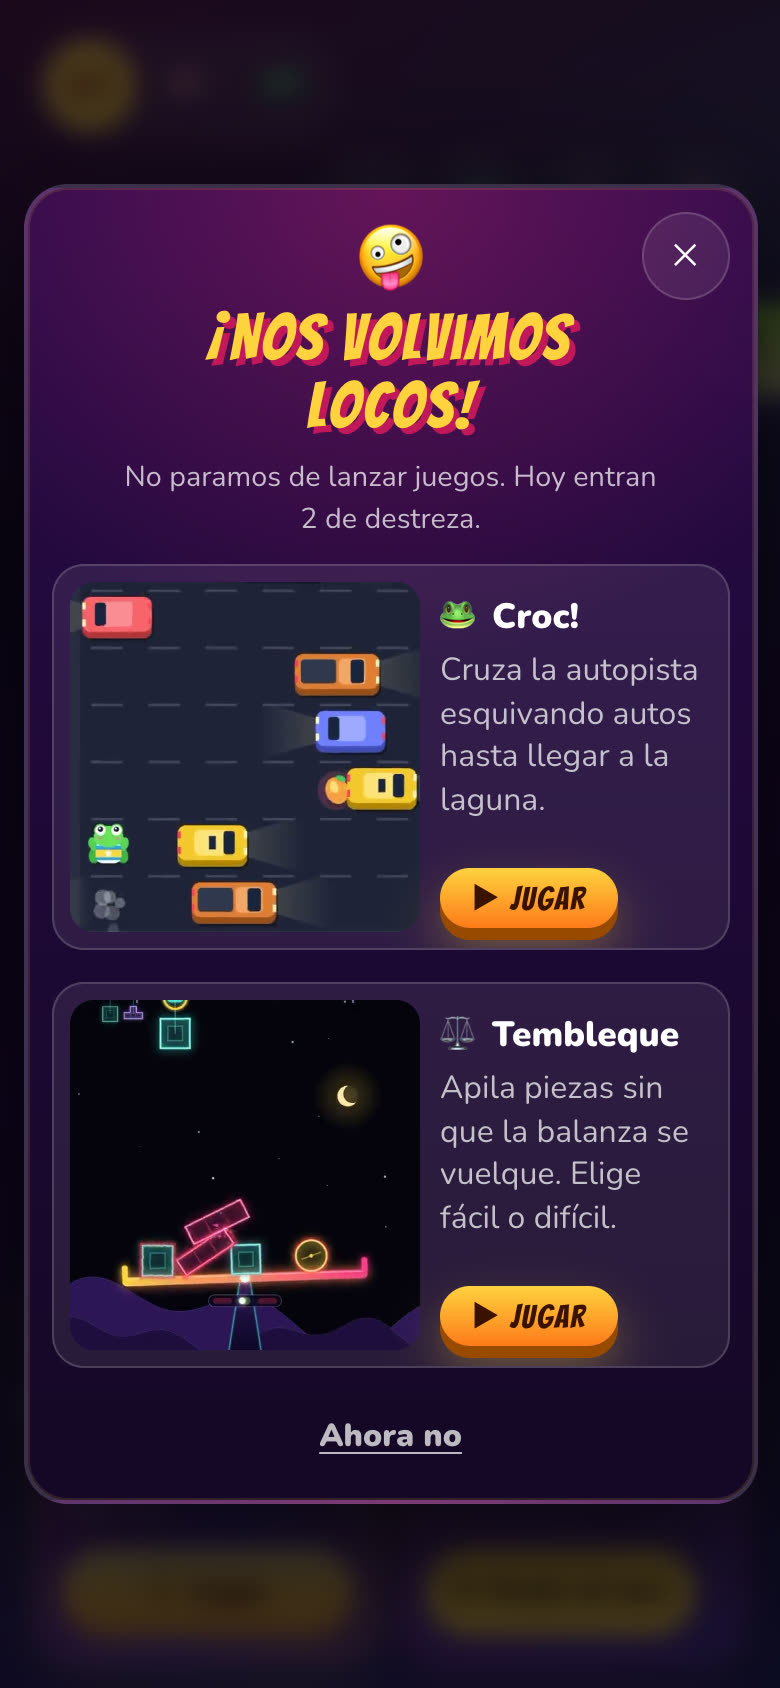 ¡NOS VOLVIMOS
LOCOS!
No paramos de lanzar juegos. Hoy entran
2 de destreza.
Croc!
Cruza la autopista
esquivando autos
hasta llegar a la
laguna.
JUGAR
Tembleque
Apila piezas sin
que la balanza se
vuelque. Elige
fácil o difícil.
JUGAR
Ahora no